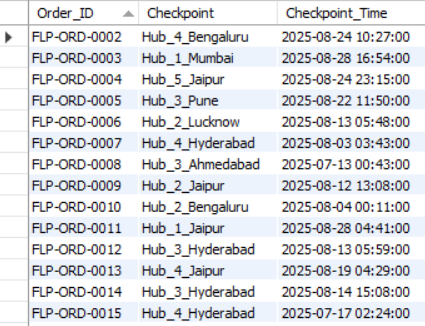 Order_ID Checkpoint Checkpoint_Time
FLP-ORD-0002 Hub_4_Bengaluru 2025-08-24 10:27:00
FLP-ORD-0003 Hub_1_Mumbai 2025-08-28 16:54:00
FLP-ORD-0004 Hub_5_Jaipur 2025-08-24 23:15:00
FLP-ORD-0005 Hub_3_Pune 2025-08-22 11:50:00
FLP-ORD-0006 Hub_2_Lucknow 2025-08-13 05:48:00
FLP-ORD-0007 Hub_4_Hyderabad 2025-08-03 03:43:00
FLP-ORD-0008 Hub_3_Ahmedabad 2025-07-13 00:43:00
FLP-ORD-0009 Hub_2_Jaipur 2025-08-12 13:08:00
FLP-ORD-0010 Hub_2_Bengaluru 2025-08-04 00:11:00
FLP-ORD-0011 Hub_1_Jaipur 2025-08-28 04:41:00
FLP-ORD-0012 Hub_3_Hyderabad 2025-08-13 05:59:00
FLP-ORD-0013 Hub_4_Jaipur 2025-08-19 04:29:00
FLP-ORD-0014 Hub_3_Hyderabad 2025-08-14 15:08:00
FLP-ORD-0015 Hub_4_Hyderabad 2025-07-17 02:24:00